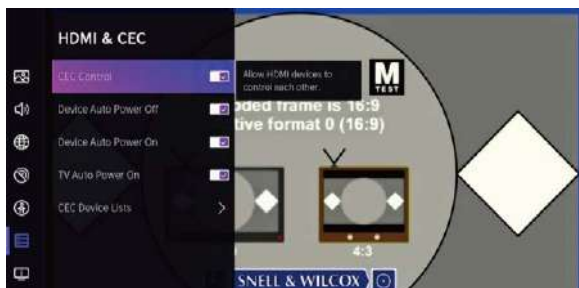 HDMI & CEC
CEC Control
Allow HDMI devices to
control each other.
M
TEST
Device Auto Power Off
oded frame is 16:9
tive format 0 (16:9)
Device Auto Power On
TV Auto Power On
CEC Device Lists
4:3
SNELL & WILCOX